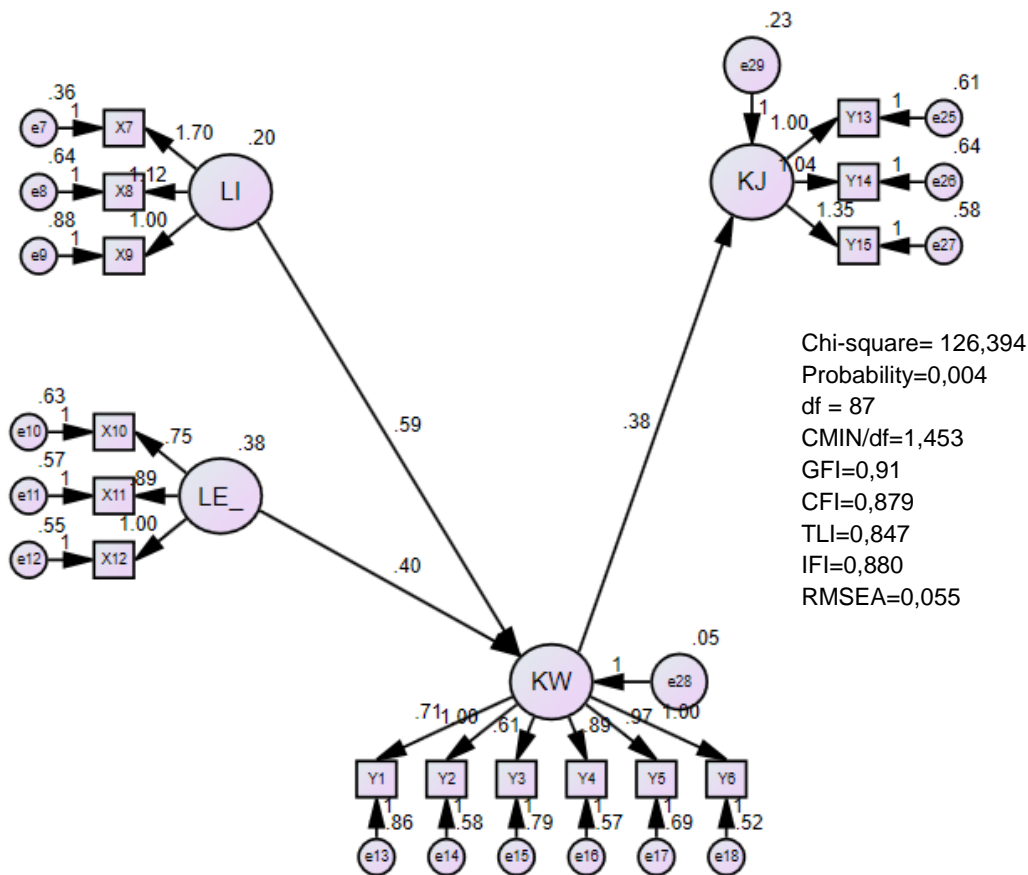 .23
e29
1
.36
e7
1
X7
1.70
.20
.64
e8
1
X8
1.12
LI
.88
e9
1
X9
1.00
KJ
1.00
Y13
1
.61
e25
1.04
Y14
1
.64
e26
1.35
Y15
1
.58
e27
Chi-square= 126,394
Probability=0,004
df = 87
CMIN/df=1,453
GFI=0,91
CFI=0,879
TLI=0,847
IFI=0,880
RMSEA=0,055
.59
.38
.63
e10
1
X10
.75
.38
.57
e11
1
X11
.89
LE_
.55
e12
1
X12
1.00
.40
KW
1
.05
e28
.71
1.00
.61
.89
.97
1.00
Y1
Y2
Y3
Y4
Y5
Y6
1
1
1
1
1
1
.86
.58
.79
.57
.69
.52
e13
e14
e15
e16
e17
e18